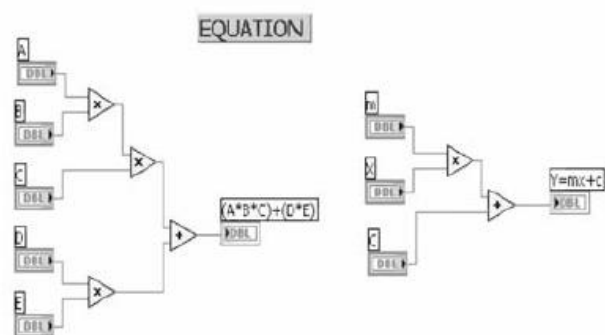 EQUATION
A
DBL
×
B
DBL
×
C
DBL
(A*B*C)+(D*E)
+
DBL
D
DBL
×
E
DBL
m
DBL
×
X
DBL
Y=mx+c
+
DBL
C
DBL